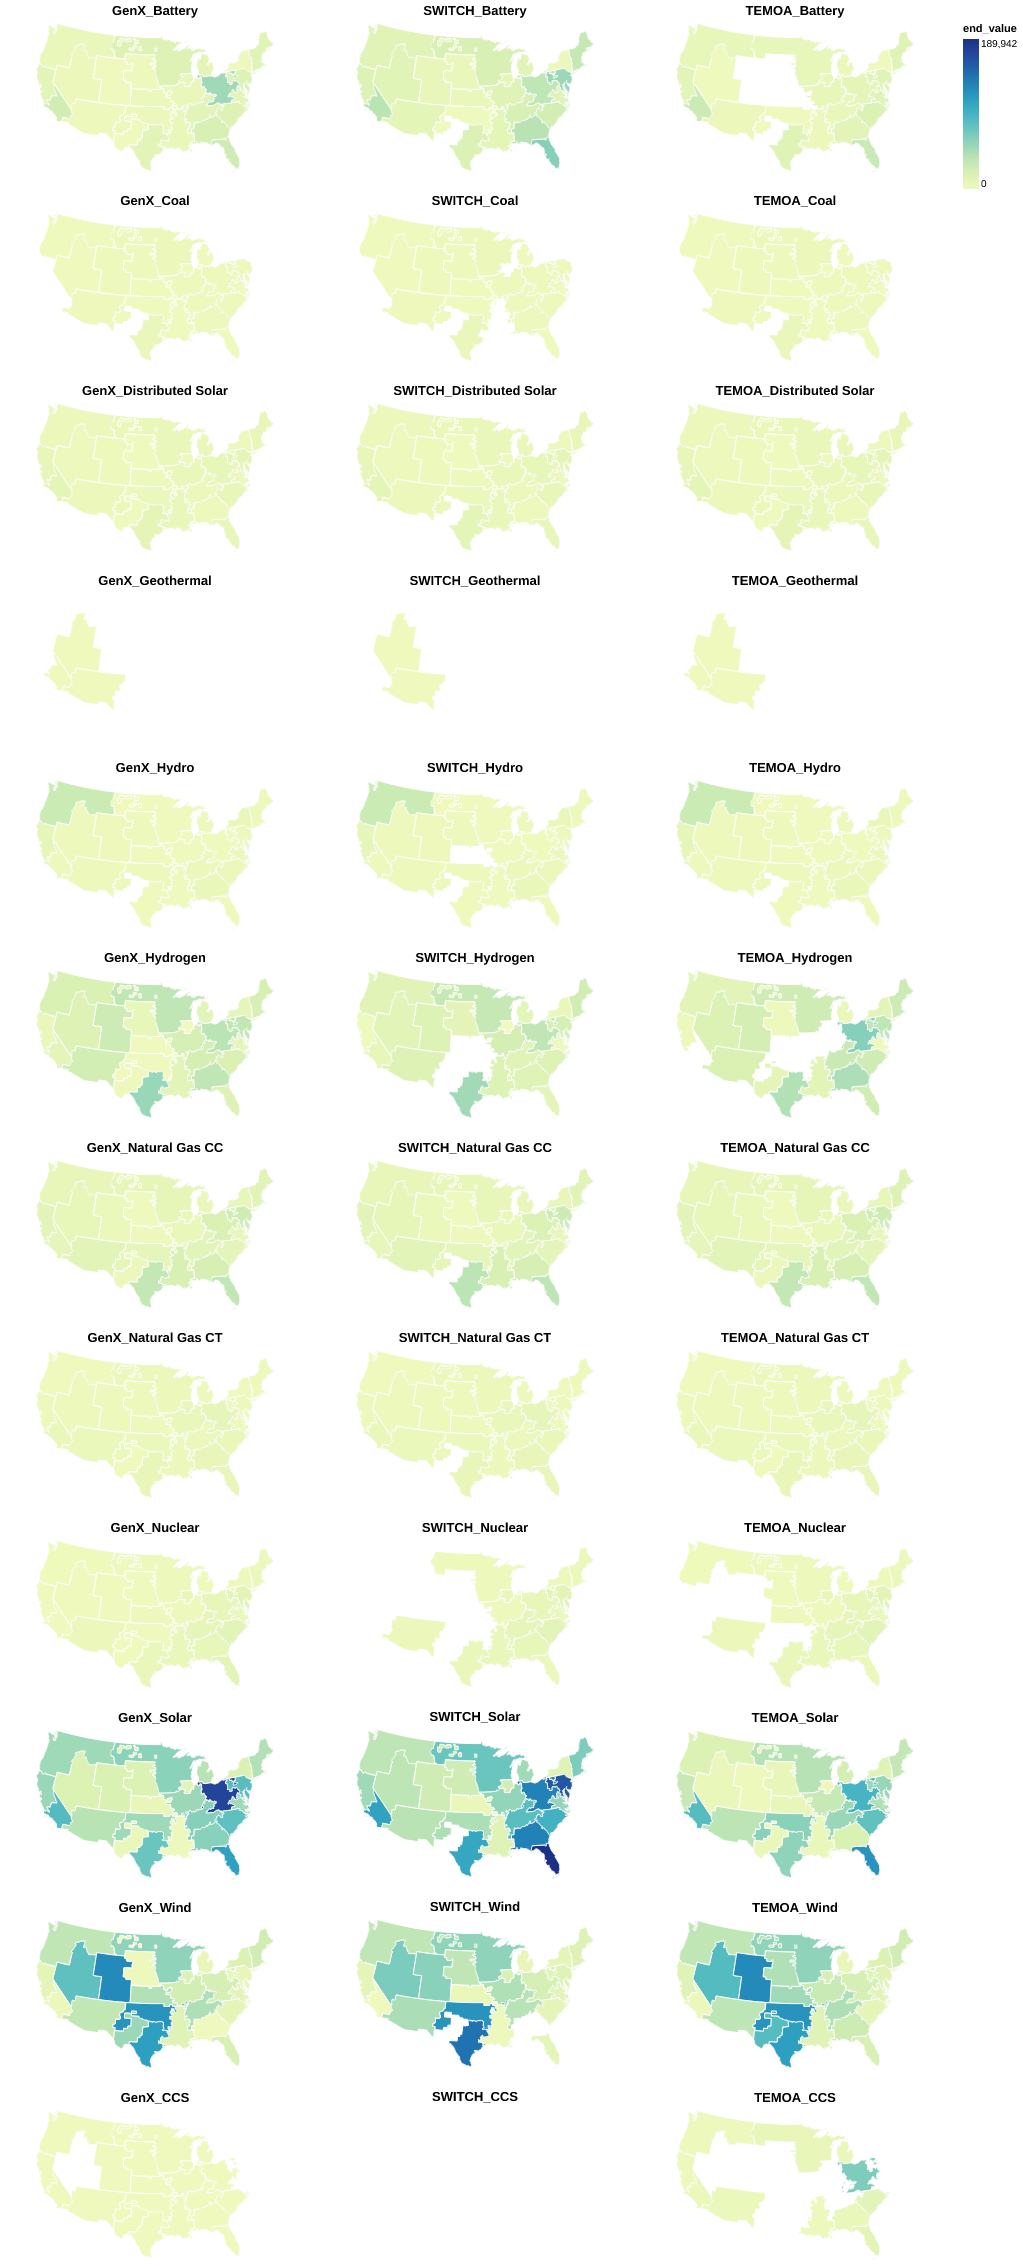 GenX_Battery
SWITCH_Battery
TEMOA_Battery
end_value
189,942
0
GenX_Coal
SWITCH_Coal
TEMOA_Coal
GenX_Distributed Solar
SWITCH_Distributed Solar
TEMOA_Distributed Solar
GenX_Geothermal
SWITCH_Geothermal
TEMOA_Geothermal
GenX_Hydro
SWITCH_Hydro
TEMOA_Hydro
GenX_Hydrogen
SWITCH_Hydrogen
TEMOA_Hydrogen
GenX_Natural Gas CC
SWITCH_Natural Gas CC
TEMOA_Natural Gas CC
GenX_Natural Gas CT
SWITCH_Natural Gas CT
TEMOA_Natural Gas CT
GenX_Nuclear
SWITCH_Nuclear
TEMOA_Nuclear
GenX_Solar
SWITCH_Solar
TEMOA_Solar
GenX_Wind
SWITCH_Wind
TEMOA_Wind
GenX_CCS
SWITCH_CCS
TEMOA_CCS